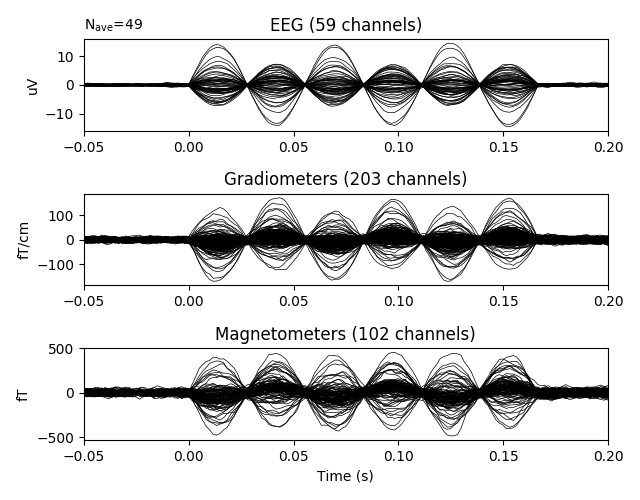 Nave=49
EEG (59 channels)
10
0
−10
uV
−0.05 0.00 0.05 0.10 0.15 0.20
Gradiometers (203 channels)
100
0
−100
fT/cm
−0.05 0.00 0.05 0.10 0.15 0.20
Magnetometers (102 channels)
500
0
−500
fT
−0.05 0.00 0.05 0.10 0.15 0.20
Time (s)